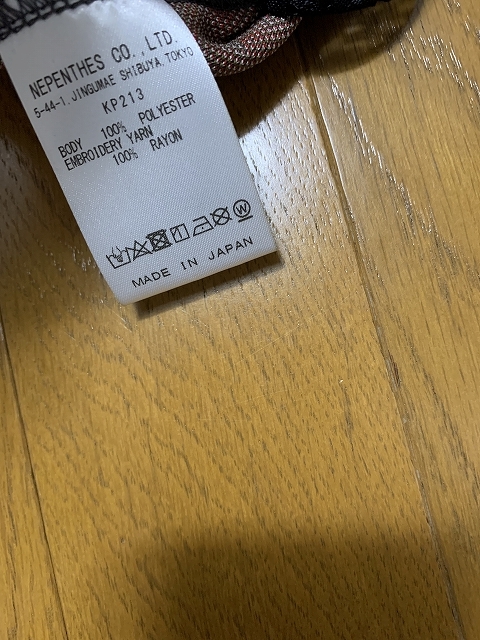 NEPENTHES CO.,LTD.
5-44-1,JINGUMAE SHIBUYA,TOKYO
KP213
BODY 100% POLYESTER
EMBROIDERY YARN
100% RAYON
W
MADE IN JAPAN